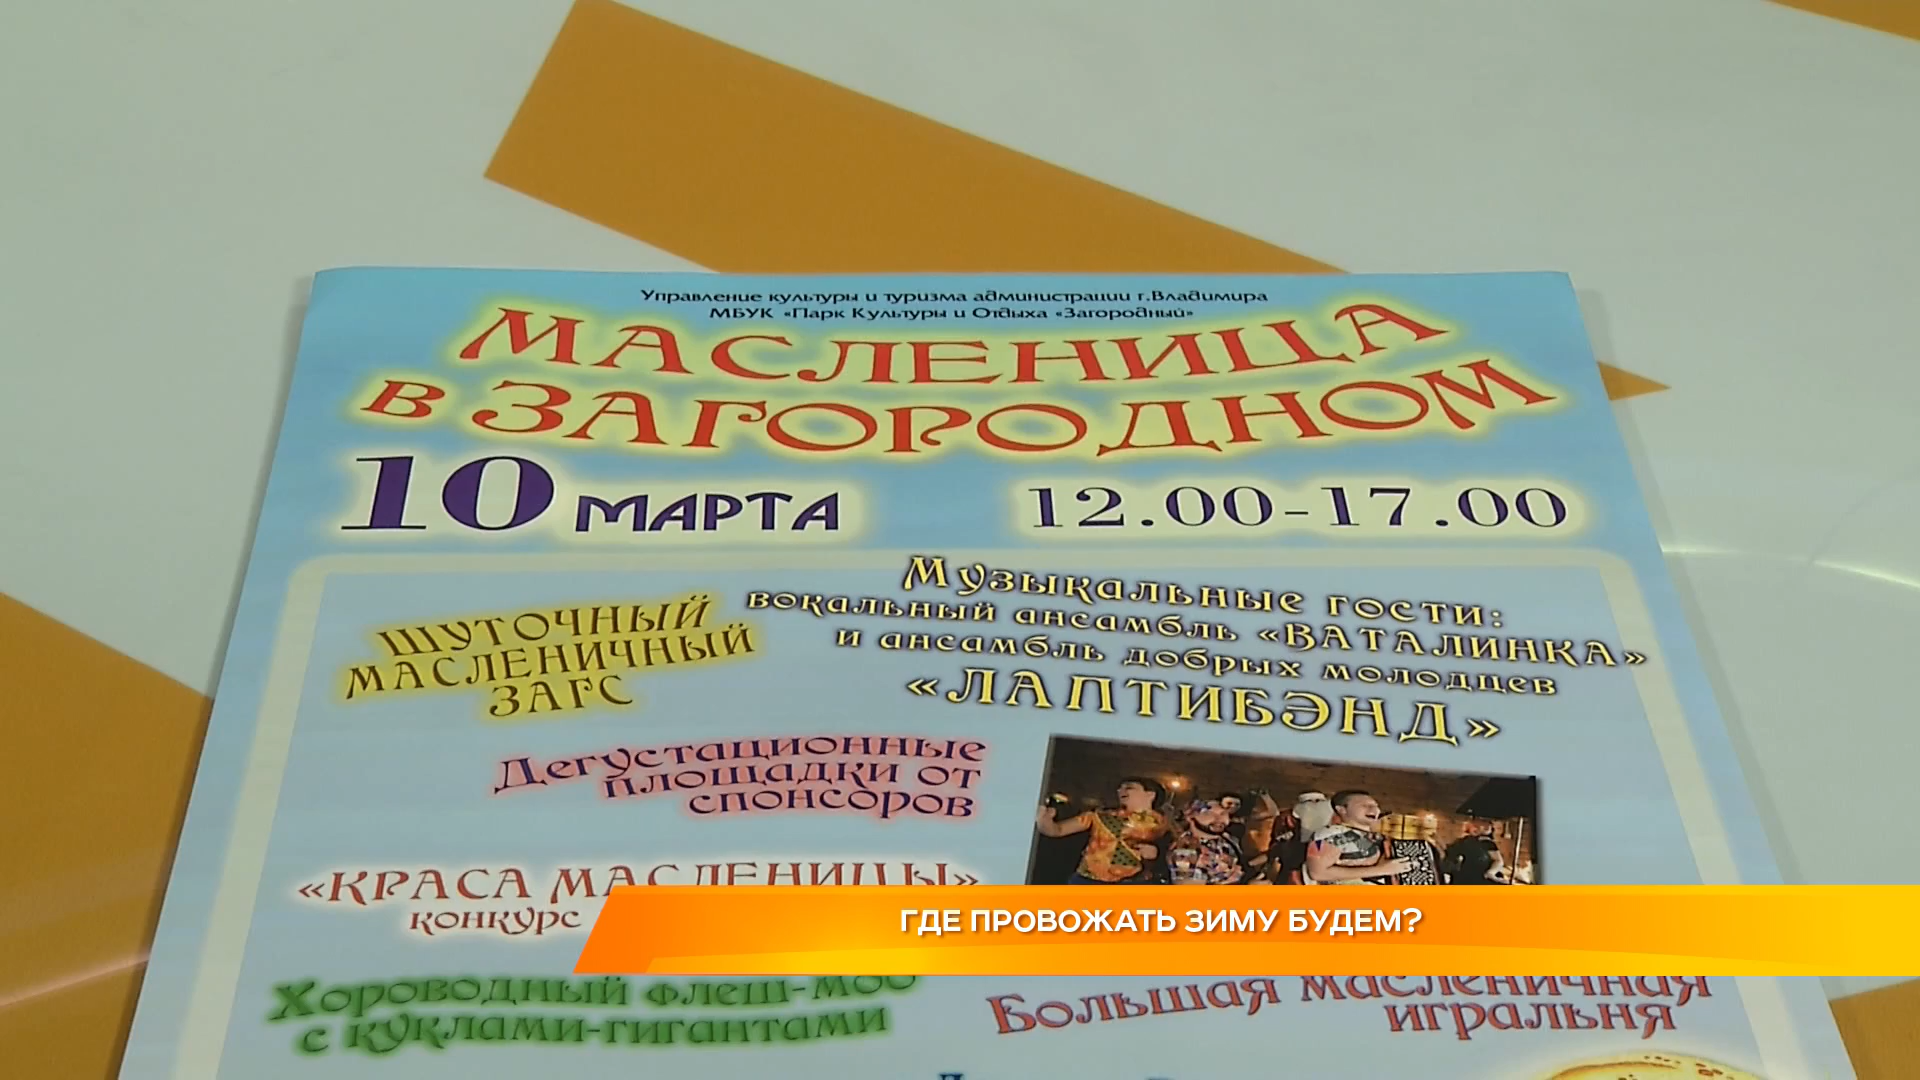 Управление культуры и туризма администрации г.Владимира
МБУК «Парк Культуры и Отдыха «Загородный»
МАСЛЕНИЦА
В ЗАГОРОДНОМ
10 МАРТА
12.00-17.00
Музыкальные гости:
вокальный ансамбль «ВАТАЛИНКА»
и ансамбль добрых молодцев
«ЛАПТИБЭНД»
ШУТОЧНЫЙ
МАСЛЕНИЧНЫЙ
ЗАГС
Дегустационные
площадки от
спонсоров
«КРАСА МАСЛЕНИЦЫ»
конкурс
ГДЕ ПРОВОЖАТЬ ЗИМУ БУДЕМ?
Хороводный флеш-моб
с куклами-гигантами
Большая масленичная
игральня